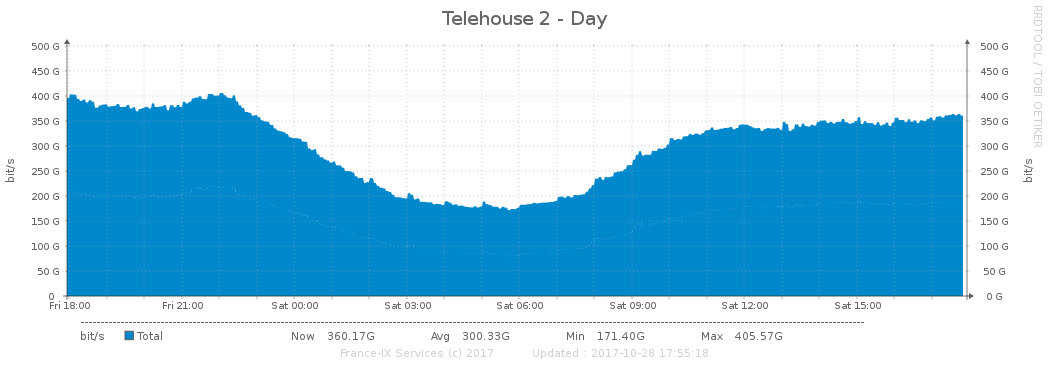 Telehouse 2 - Day
RRDTOOL / TOBI OETIKER
bit/s
500 G 500 G
450 G 450 G
400 G 400 G
350 G 350 G
300 G 300 G
250 G 250 G
200 G 200 G
150 G 150 G
100 G 100 G
50 G 50 G
0 0 G
bit/s
Fri 18:00 Fri 21:00 Sat 00:00 Sat 03:00 Sat 06:00 Sat 09:00 Sat 12:00 Sat 15:00
bit/s Total Now 360.17G Avg 300.33G Min 171.40G Max 405.57G
France-IX Services (c) 2017 Updated : 2017-10-28 17:55:18